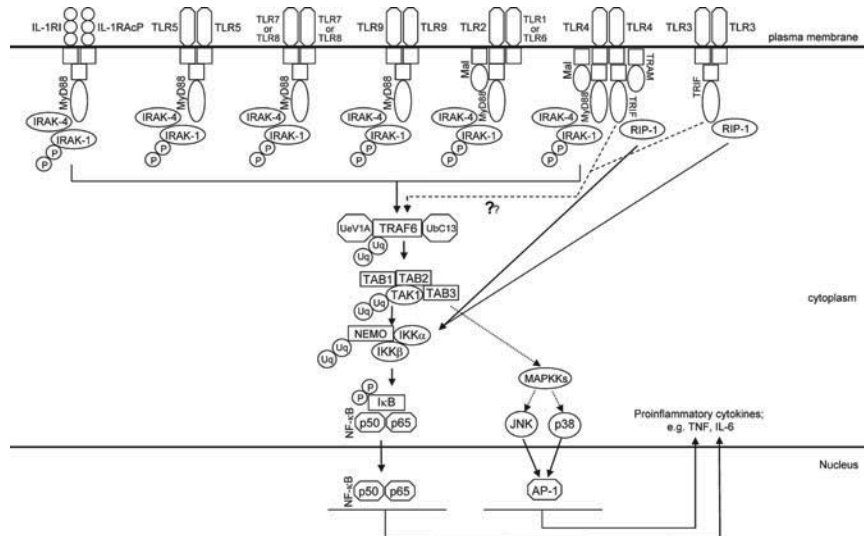 IL-1RI IL-1RAcP TLR5 TLR5 TLR7 or TLR8 TLR7 or TLR8 TLR9 TLR9 TLR2 TLR1 or TLR6 TLR4 TLR4 TLR3 TLR3
plasma membrane
MyD88 MyD88 MyD88 MyD88 Mal MyD88 Mal MyD88 TRAM TRIF TRIF
IRAK-4 IRAK-4 IRAK-4 IRAK-4 IRAK-4 IRAK-4 RIP-1 RIP-1
IRAK-1 IRAK-1 IRAK-1 IRAK-1 IRAK-1 IRAK-1
P P P P P P
P P P P P P
??
UeV1A TRAF6 UbC13
Uq
Uq
TAB1 TAB2
TAK1 TAB3
Uq
Uq
cytoplasm
NEMO IKKα
Uq
Uq
IKKβ
MAPKKs
P
P
IκB
NF-κB p50 p65
JNK p38
Proinflammatory cytokines;
e.g. TNF, IL-6
Nucleus
NF-κB p50 p65
AP-1